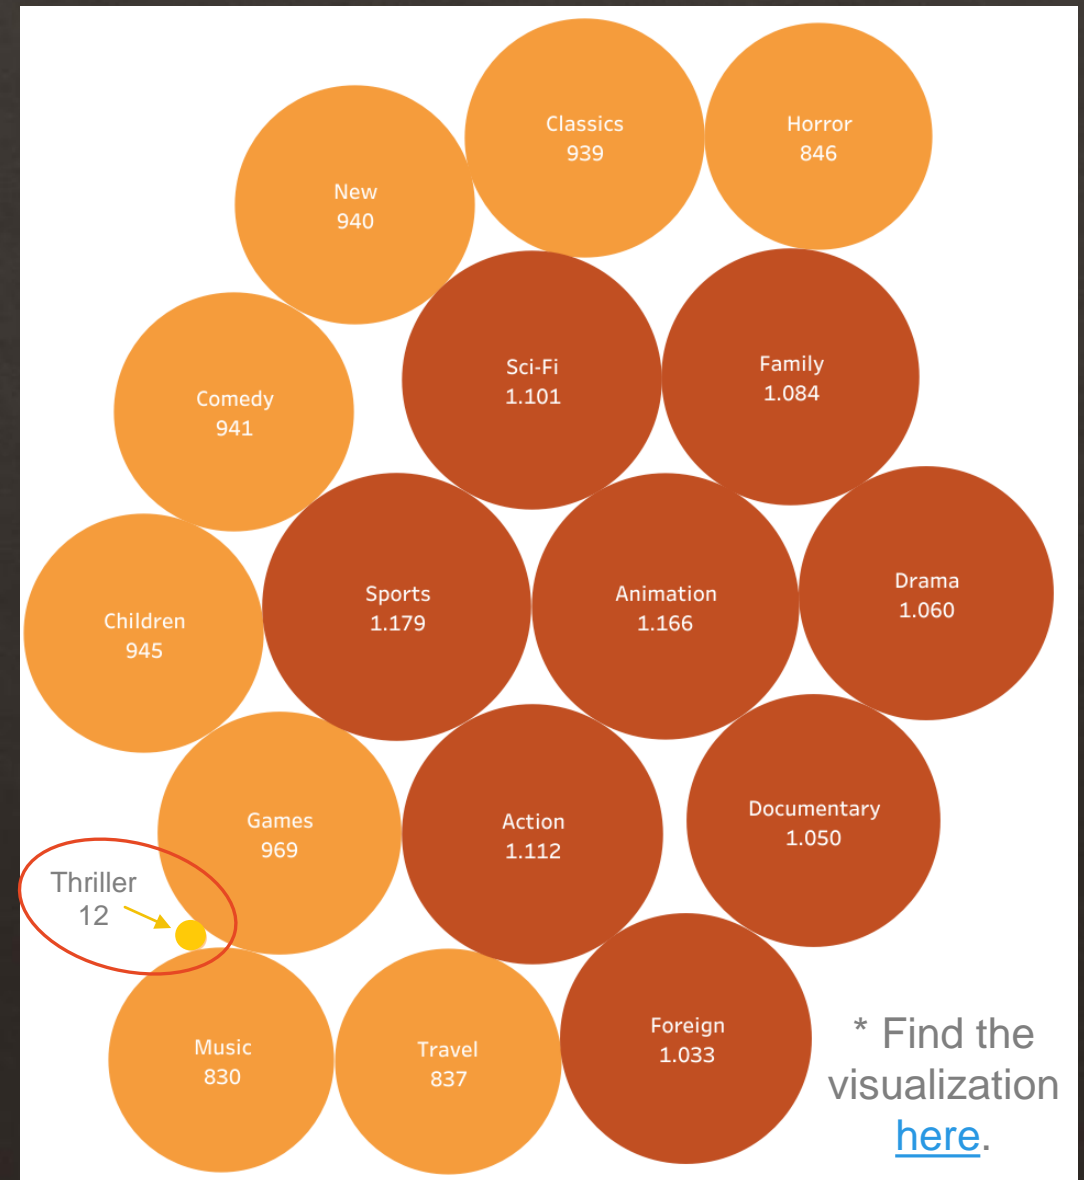 Classics
939
Horror
846
New
940
Sci-Fi
1.101
Family
1.084
Comedy
941
Sports
1.179
Animation
1.166
Drama
1.060
Children
945
Games
969
Action
1.112
Documentary
1.050
Thriller
12
Music
830
Travel
837
Foreign
1.033
* Find the
visualization
here.